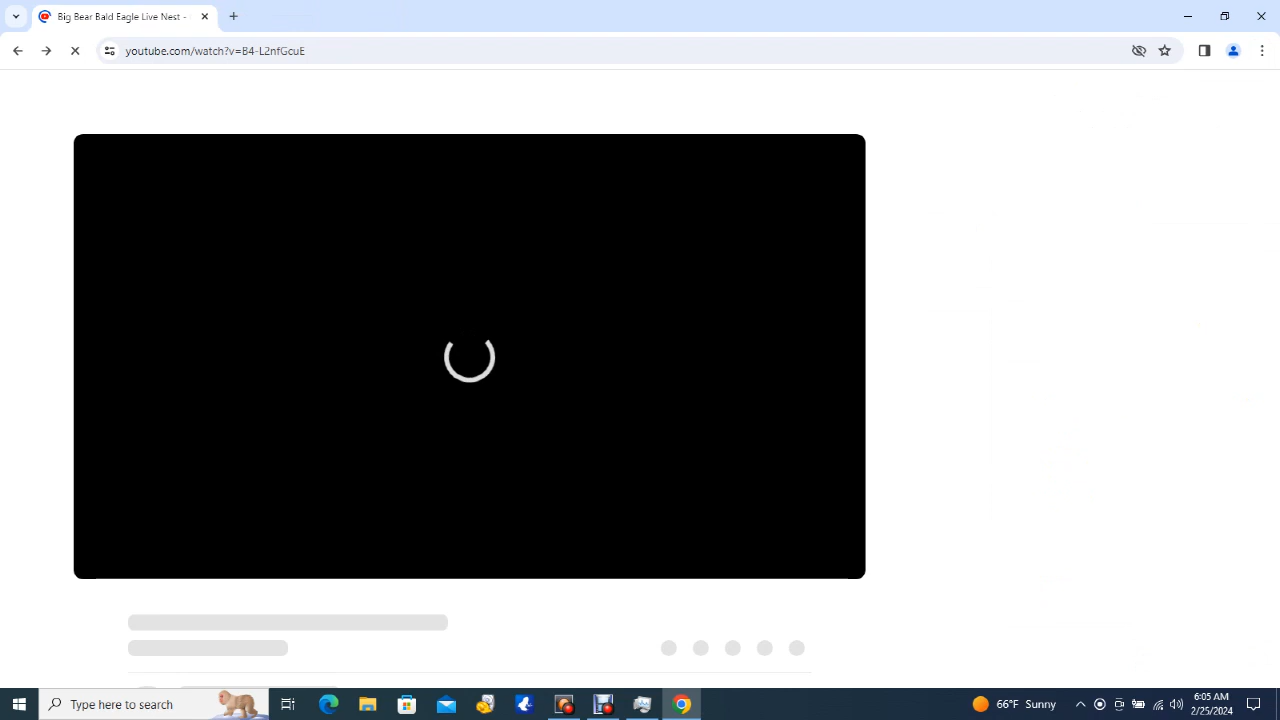 Big Bear Bald Eagle Live Nest -
youtube.com/watch?v=B4-L2nfGcuE
Type here to search
66°F Sunny
6:05 AM
2/25/2024